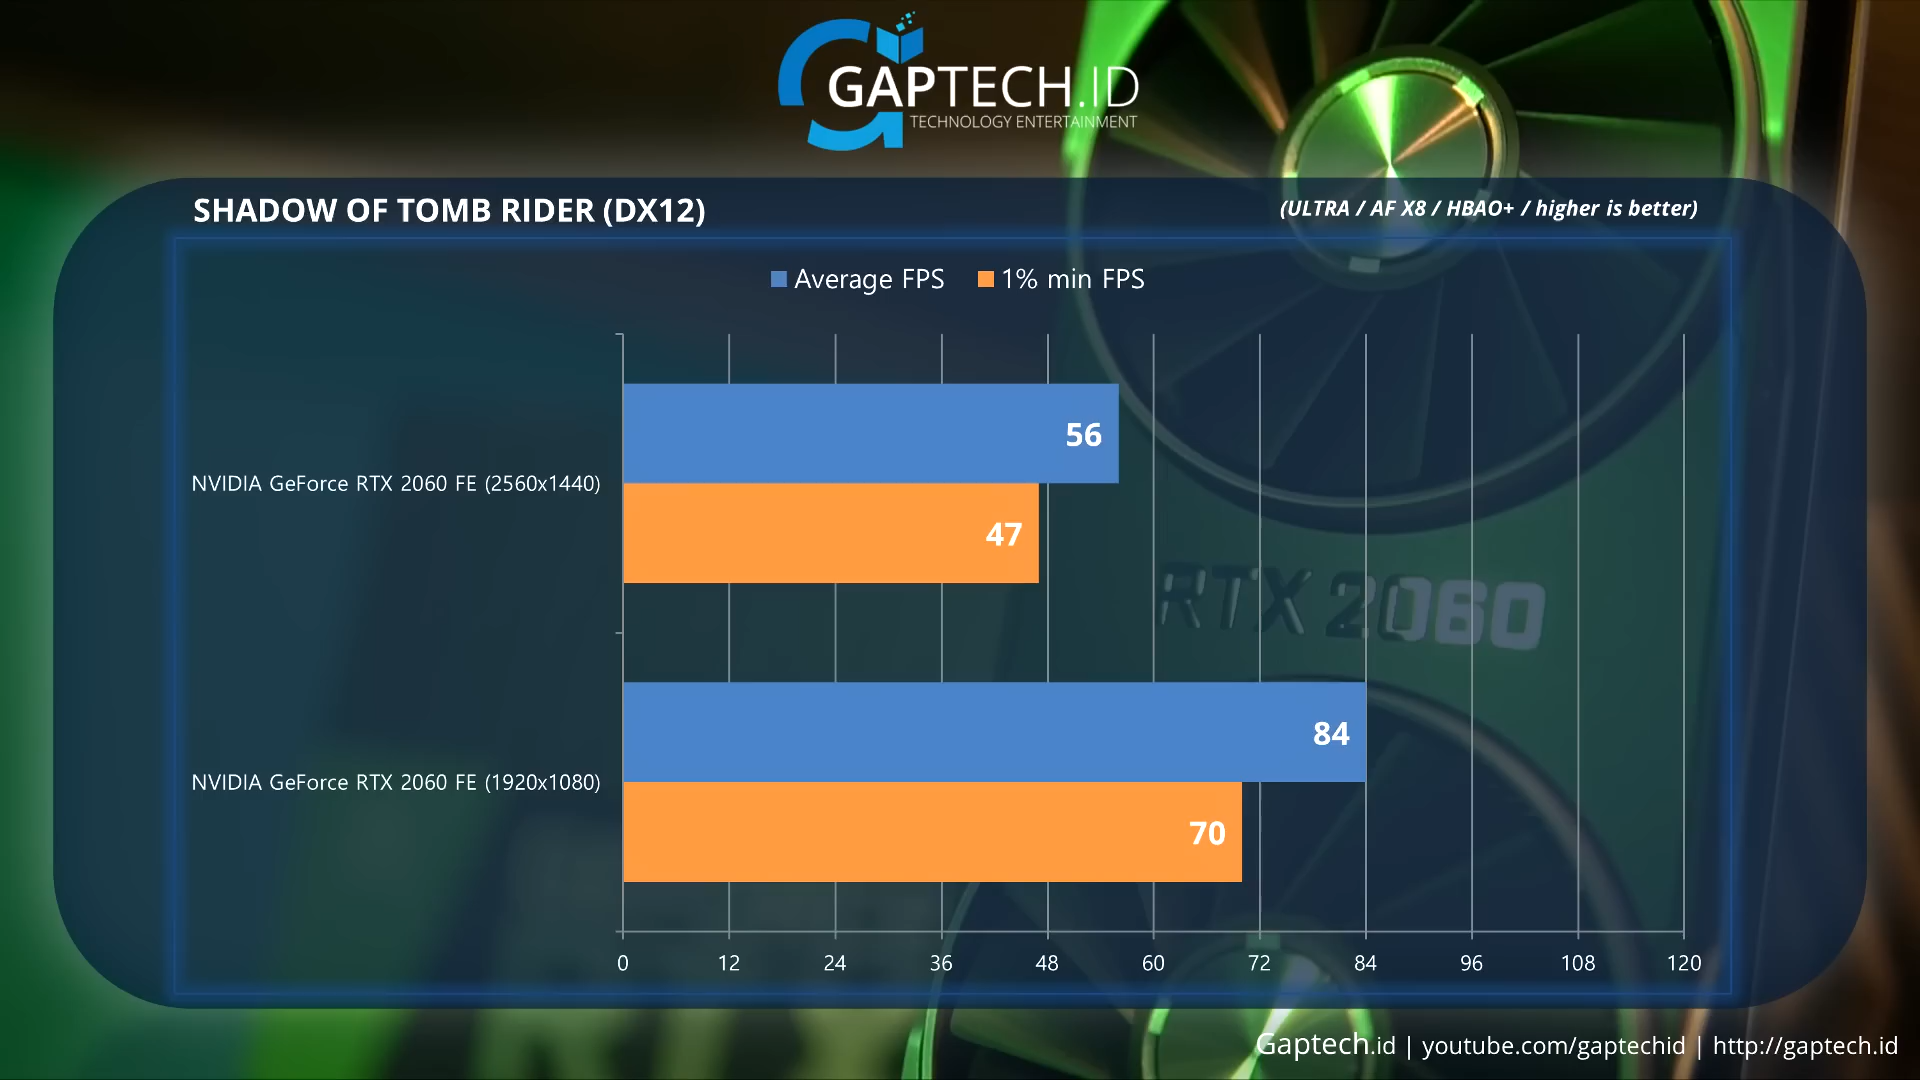 GAPTECH.ID
TECHNOLOGY ENTERTAINMENT
SHADOW OF TOMB RIDER (DX12)
(ULTRA / AF X8 / HBAO+ / higher is better)
Average FPS 1% min FPS
56
NVIDIA GeForce RTX 2060 FE (2560x1440)
47
RTX 2060
84
NVIDIA GeForce RTX 2060 FE (1920x1080)
70
0 12 24 36 48 60 72 84 96 108 120
Gaptech.id | youtube.com/gaptechid | http://gaptech.id